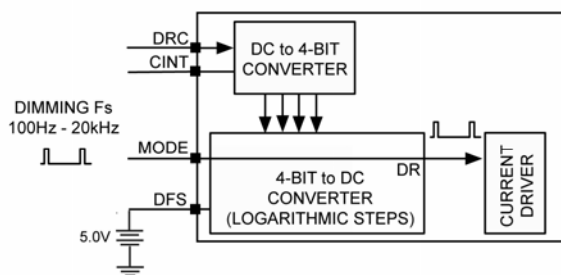 DRC
CINT
DC to 4-BIT
CONVERTER
DIMMING Fs
100Hz - 20kHz
MODE
DR
4-BIT to DC
CONVERTER
(LOGARITHMIC STEPS)
CURRENT
DRIVER
DFS
5.0V